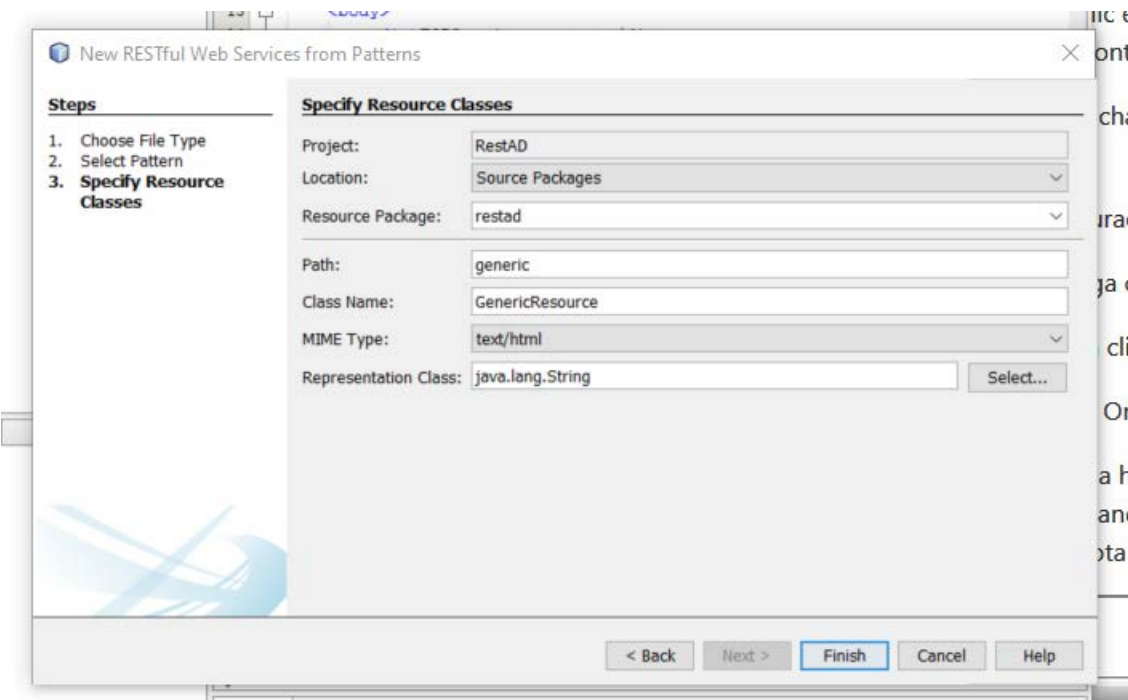 15
<body>
New RESTful Web Services from Patterns
Steps
1. Choose File Type
2. Select Pattern
3. Specify Resource
Classes
Specify Resource Classes
Project: RestAD
Location: Source Packages
Resource Package: restad
Path: generic
Class Name: GenericResource
MIME Type: text/html
Representation Class: java.lang.String Select...
< Back Next > Finish Cancel Help